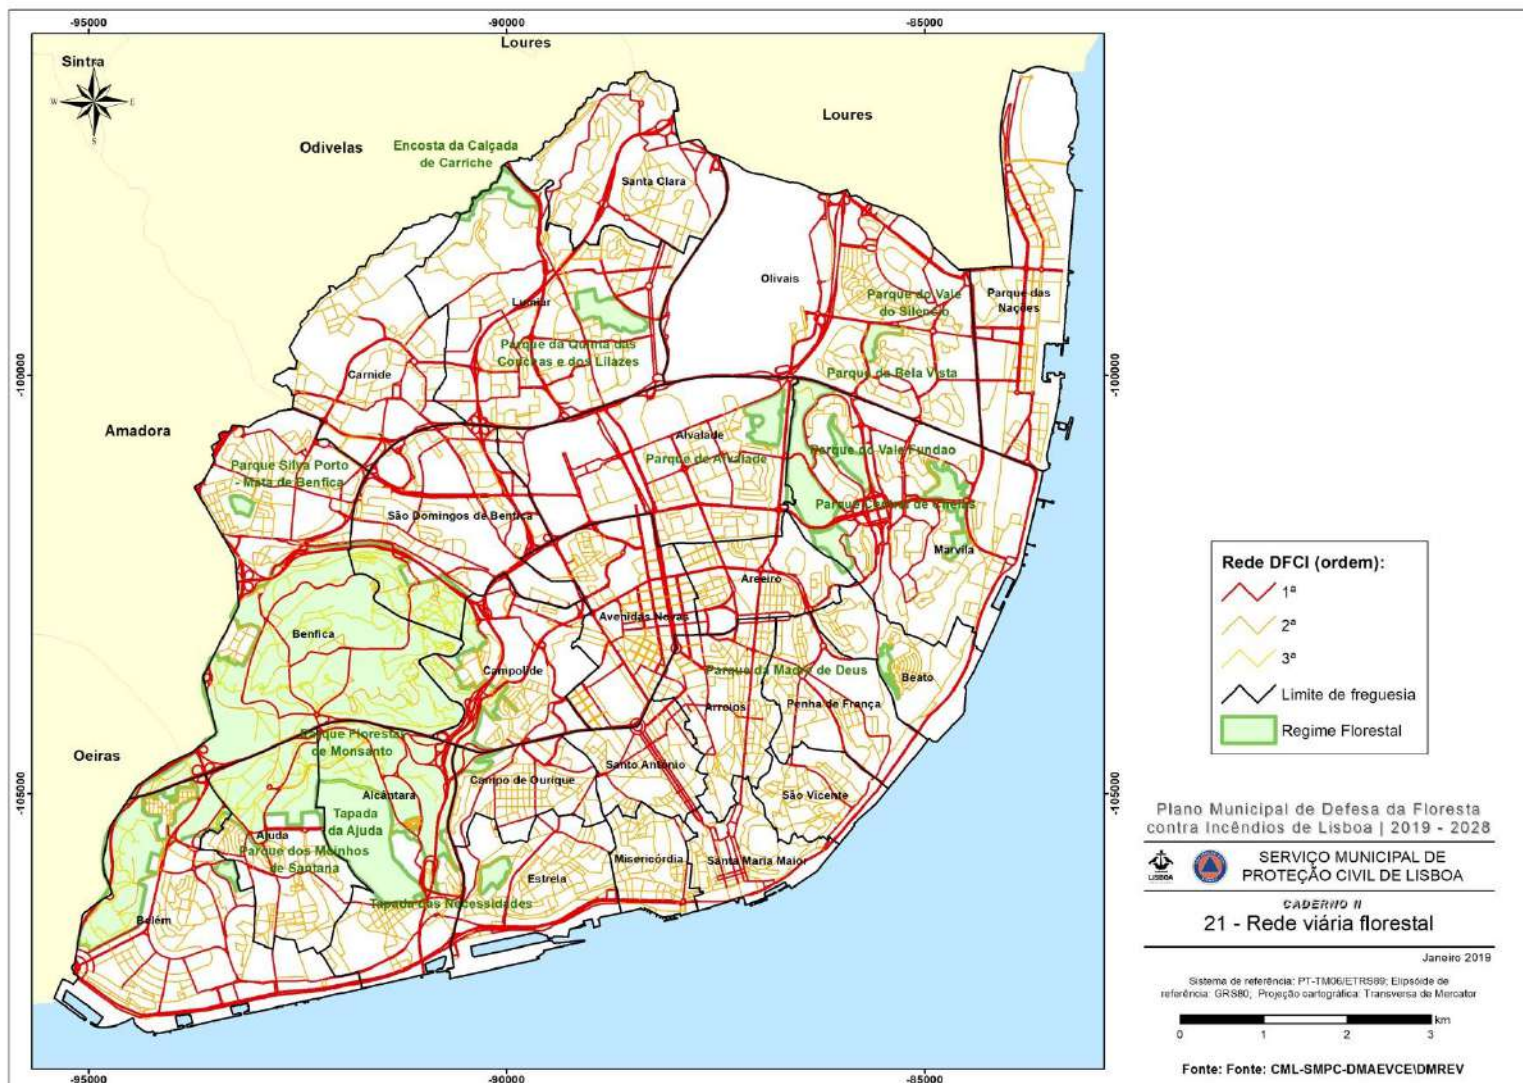 -95000
-90000
-85000
Loures
Sintra
N
W
E
S
Loures
Odivelas
Encosta da Calçada
de Carriche
Santa Clara
Olivais
Parque do Vale
do Silencio
Parque das
Nações
Lumiar
Parque da Quinta das
Conchas e dos Lilazes
-100000
-100000
Carnide
Parque da Bela Vista
Amadora
Alvalade
Parque de Alvalade
Parque do Vale Fundao
Parque Silva Porto
- Mata de Benfica
São Domingos de Benfica
Parque Central de Chelas
Marvila
Areeiro
Avenidas Novas
Benfica
Campolide
Parque da Madre de Deus
Beato
Arroios
Penha de França
Parque Florestal
de Monsanto
Oeiras
Santo António
Campo de Ourique
-105000
-105000
Alcântara
São Vicente
Tapada
da Ajuda
Ajuda
Parque dos Moinhos
de Santana
Misericórdia
Santa Maria Maior
Estrela
Tapada das Necessidades
Belém
-95000
-90000
-85000
Rede DFCI (ordem):
1ª
2ª
3ª
Limite de freguesia
Regime Florestal
Plano Municipal de Defesa da Floresta
contra Incêndios de Lisboa | 2019 - 2028
LISBOA
SERVIÇO MUNICIPAL DE
PROTEÇÃO CIVIL DE LISBOA
CADERNO II
21 - Rede viária florestal
Janeiro 2019
Sistema de referência: PT-TM06/ETRS89; Elipsóide de
referência: GRS80; Projeção cartográfica: Transversa de Mercator
km
0 1 2 3
Fonte: Fonte: CML-SMPC-DMAEVCE\DMREV